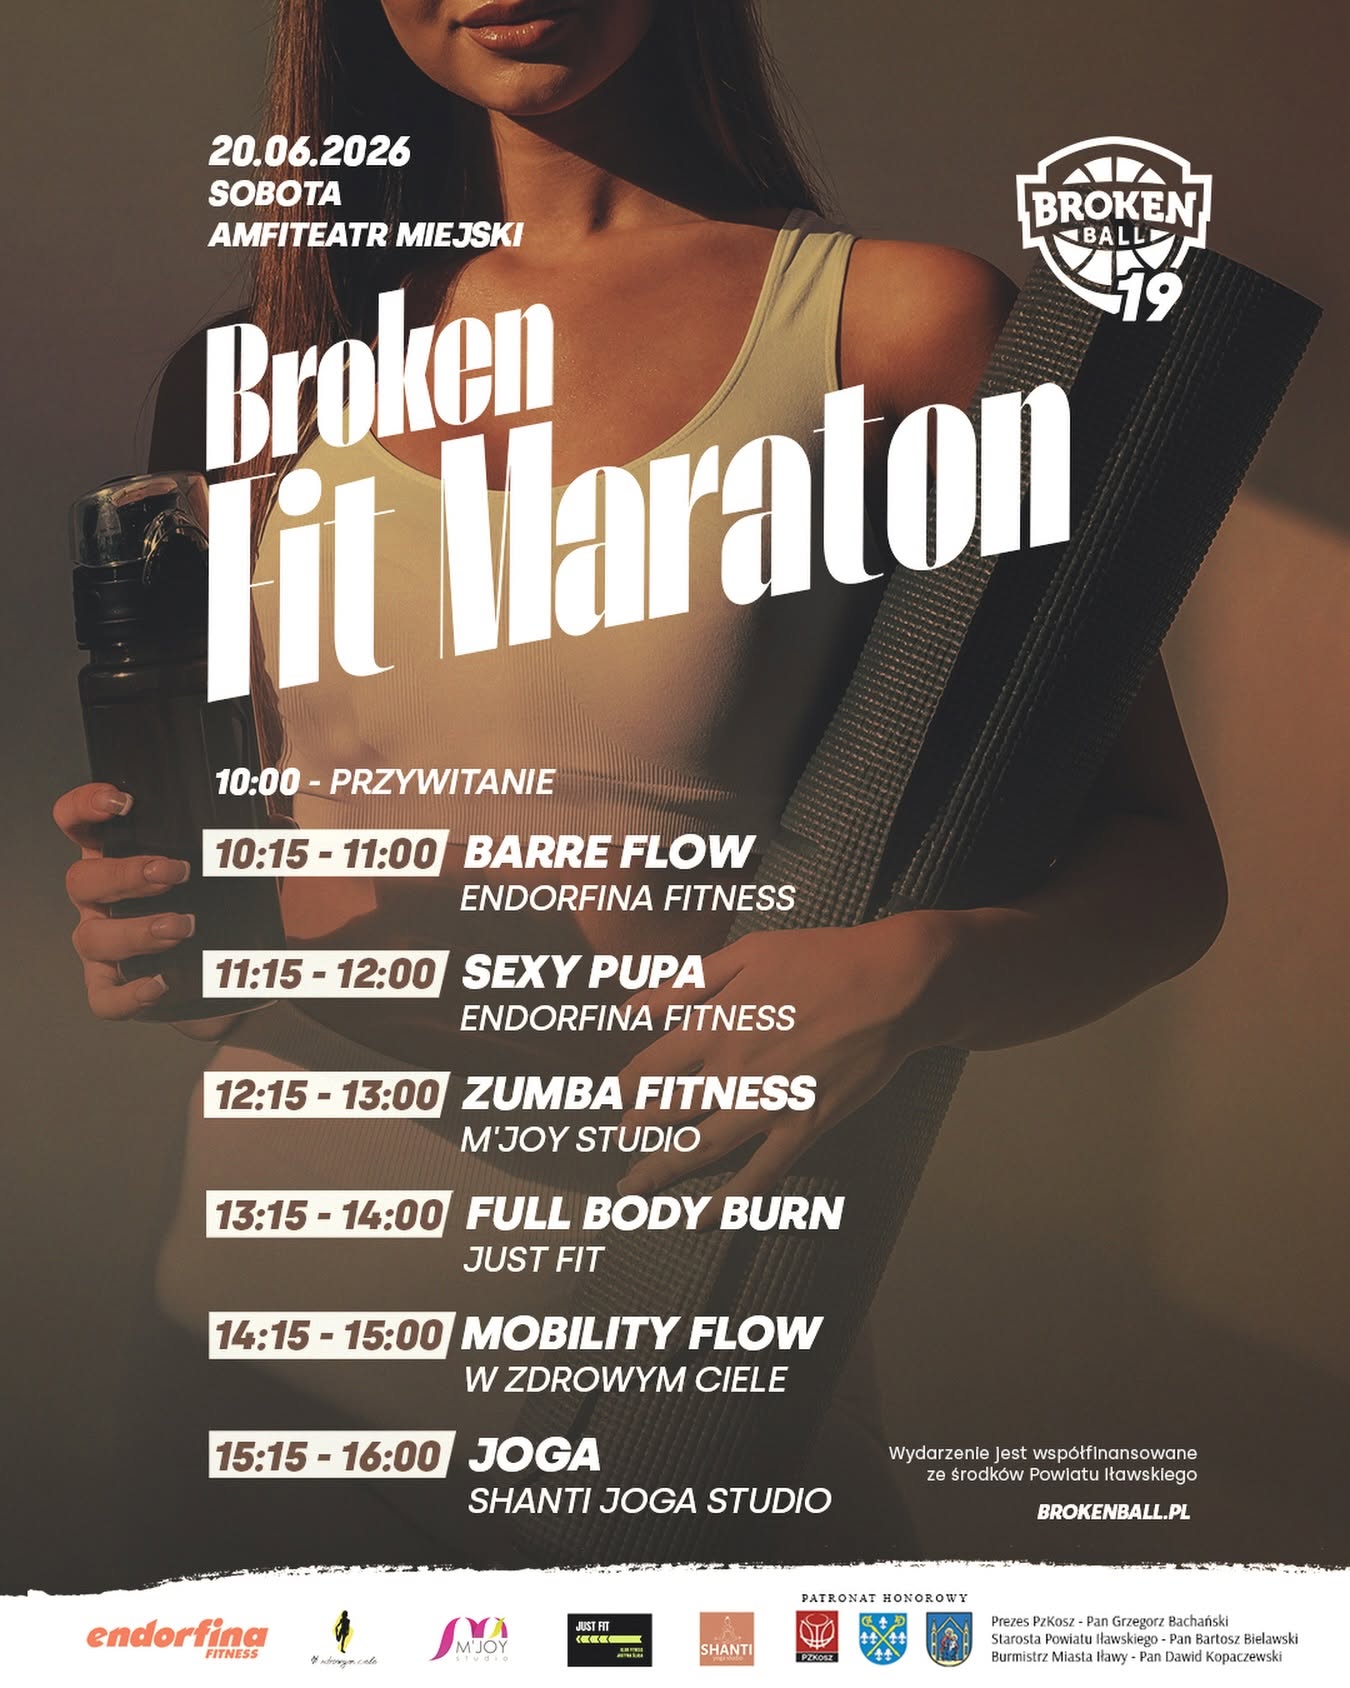 20.06.2026
SOBOTA
AMFITEATR MIEJSKI
BROKEN
BALL
19
Broken
Fit Maraton
10:00 - PRZYWITANIE
10:15 - 11:00 BARRE FLOW
ENDORFINA FITNESS
11:15 - 12:00 SEXY PUPA
ENDORFINA FITNESS
12:15 - 13:00 ZUMBA FITNESS
M'JOY STUDIO
13:15 - 14:00 FULL BODY BURN
JUST FIT
14:15 - 15:00 MOBILITY FLOW
W ZDROWYM CIELE
15:15 - 16:00 JOGA
SHANTI JOGA STUDIO
Wydarzenie jest współfinansowane
ze środków Powiatu Iławskiego
BROKENBALL.PL
PATRONAT HONOROWY
endorfina
FITNESS
W zdrowym ciele
M'JOY
studio
JUST FIT
SHANTI
PZKosz
Prezes PzKosz - Pan Grzegorz Bachański
Starosta Powiatu Iławskiego - Pan Bartosz Bielawski
Burmistrz Miasta Iławy - Pan Dawid Kopaczewski